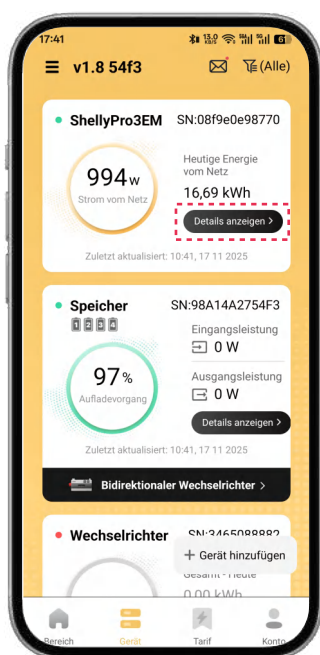 17:41
13.0 KB/S
v1.8 54f3
(Alle)
ShellyPro3EM SN:08f9e0e98770
994w
Strom vom Netz
Heutige Energie
vom Netz
16,69 kWh
Details anzeigen >
Zuletzt aktualisiert: 10:41, 17 11 2025
Speicher SN:98A14A2754F3
1 2 3 4
97%
Aufladevorgang
Eingangsleistung
0 W
Ausgangsleistung
0 W
Details anzeigen >
Zuletzt aktualisiert: 10:41, 17 11 2025
Bidirektionaler Wechselrichter >
Wechselrichter SN:3465088882
+ Gerät hinzufügen
Gesamt - Heute
0.00 kWh
Bereich Gerät Tarif Konto